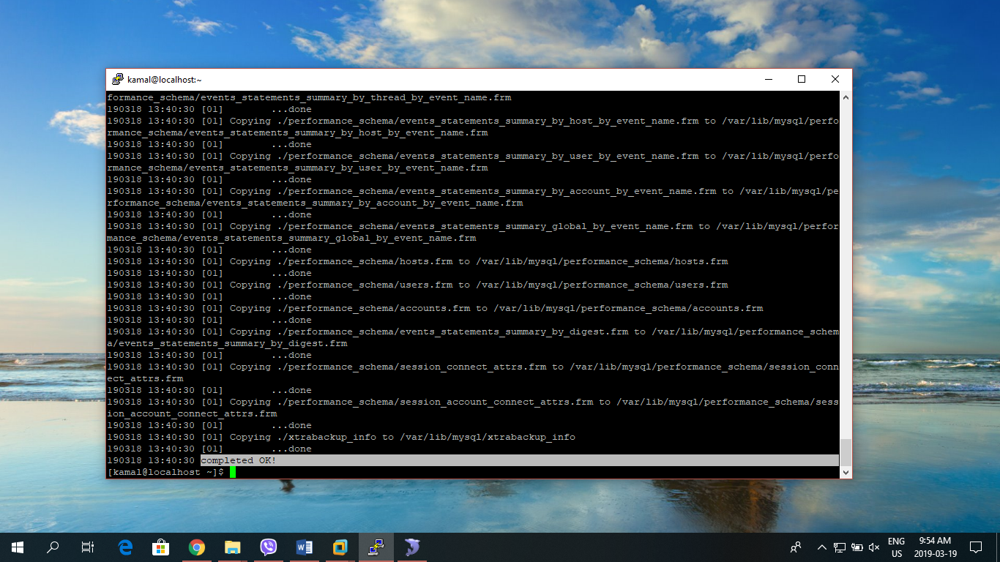 kamal@localhost:~
formance_schema/events_statements_summary_by_thread_by_event_name.frm
190318 13:40:30 [01]        ...done
190318 13:40:30 [01] Copying ./performance_schema/events_statements_summary_by_host_by_event_name.frm to /var/lib/mysql/perfo
rmance_schema/events_statements_summary_by_host_by_event_name.frm
190318 13:40:30 [01]        ...done
190318 13:40:30 [01] Copying ./performance_schema/events_statements_summary_by_user_by_event_name.frm to /var/lib/mysql/perfo
rmance_schema/events_statements_summary_by_user_by_event_name.frm
190318 13:40:30 [01]        ...done
190318 13:40:30 [01] Copying ./performance_schema/events_statements_summary_by_account_by_event_name.frm to /var/lib/mysql/pe
rformance_schema/events_statements_summary_by_account_by_event_name.frm
190318 13:40:30 [01]        ...done
190318 13:40:30 [01] Copying ./performance_schema/events_statements_summary_global_by_event_name.frm to /var/lib/mysql/perfor
mance_schema/events_statements_summary_global_by_event_name.frm
190318 13:40:30 [01]        ...done
190318 13:40:30 [01] Copying ./performance_schema/hosts.frm to /var/lib/mysql/performance_schema/hosts.frm
190318 13:40:30 [01]        ...done
190318 13:40:30 [01] Copying ./performance_schema/users.frm to /var/lib/mysql/performance_schema/users.frm
190318 13:40:30 [01]        ...done
190318 13:40:30 [01] Copying ./performance_schema/accounts.frm to /var/lib/mysql/performance_schema/accounts.frm
190318 13:40:30 [01]        ...done
190318 13:40:30 [01] Copying ./performance_schema/events_statements_summary_by_digest.frm to /var/lib/mysql/performance_schem
a/events_statements_summary_by_digest.frm
190318 13:40:30 [01]        ...done
190318 13:40:30 [01] Copying ./performance_schema/session_connect_attrs.frm to /var/lib/mysql/performance_schema/session_conn
ect_attrs.frm
190318 13:40:30 [01]        ...done
190318 13:40:30 [01] Copying ./performance_schema/session_account_connect_attrs.frm to /var/lib/mysql/performance_schema/sess
ion_account_connect_attrs.frm
190318 13:40:30 [01]        ...done
190318 13:40:30 [01] Copying ./xtrabackup_info to /var/lib/mysql/xtrabackup_info
190318 13:40:30 [01]        ...done
190318 13:40:30 completed OK!
[kamal@localhost ~]$
ENG
US
9:54 AM
2019-03-19